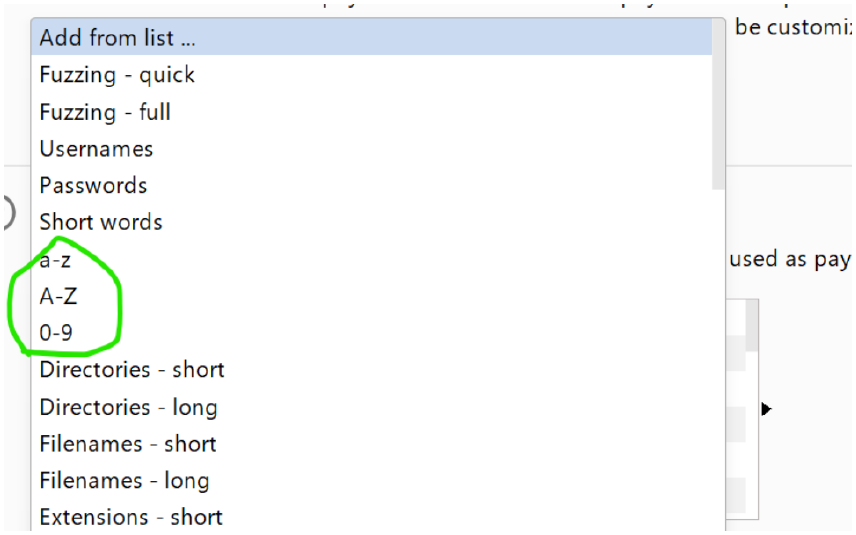 be customi
Add from list ...
Fuzzing - quick
Fuzzing - full
Usernames
Passwords
Short words
a-z
used as pay
A-Z
0-9
Directories - short
Directories - long
Filenames - short
Filenames - long
Extensions - short